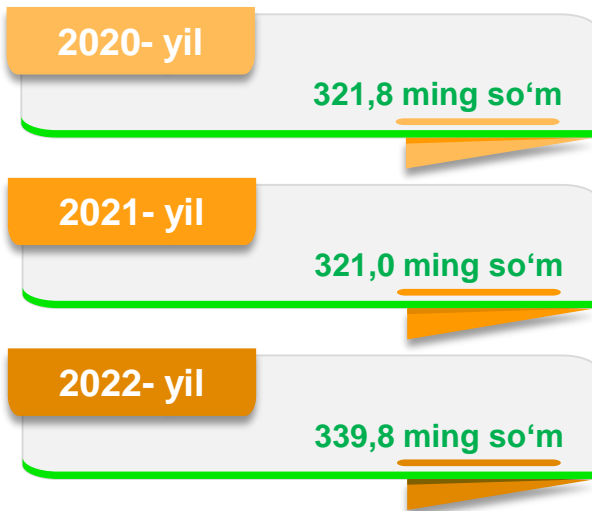 2020- yil
321,8 ming so‘m
2021- yil
321,0 ming so‘m
2022- yil
339,8 ming so‘m